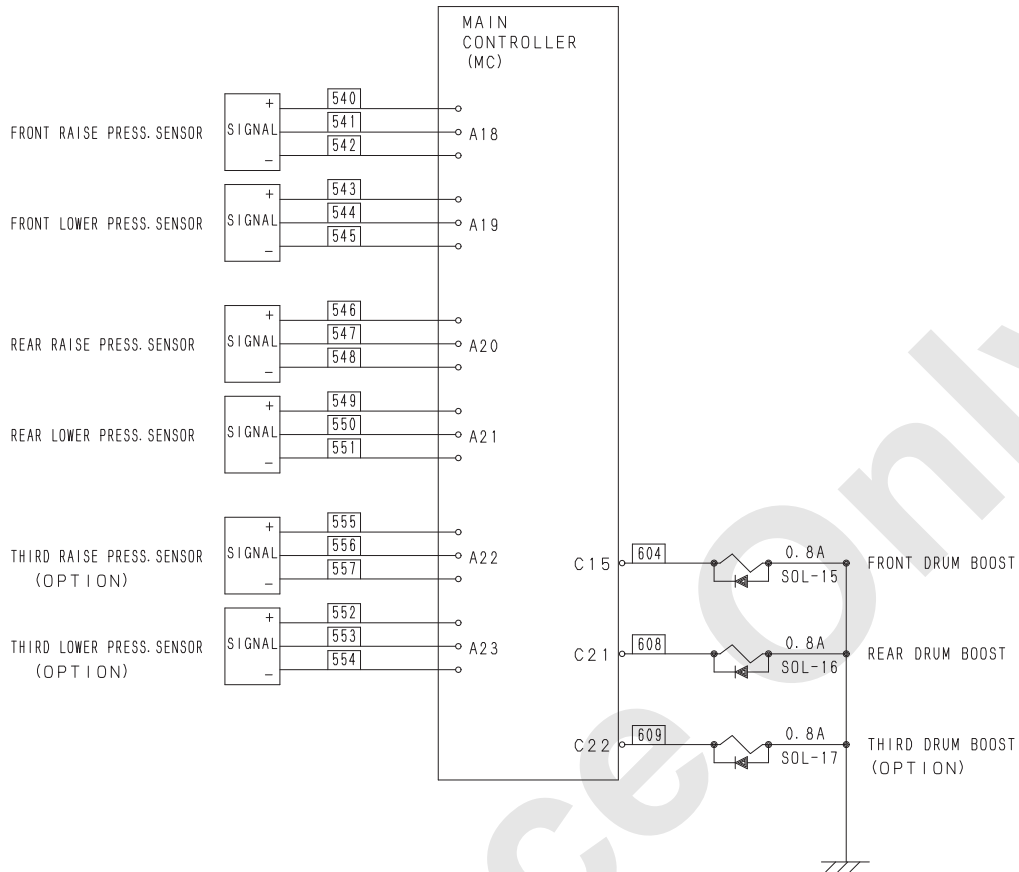 MAIN
CONTROLLER
(MC)
FRONT RAISE PRESS. SENSOR
+
SIGNAL
−
540
541
542
A18
FRONT LOWER PRESS. SENSOR
+
SIGNAL
−
543
544
545
A19
REAR RAISE PRESS. SENSOR
+
SIGNAL
−
546
547
548
A20
REAR LOWER PRESS. SENSOR
+
SIGNAL
−
549
550
551
A21
THIRD RAISE PRESS. SENSOR
(OPTION)
+
SIGNAL
−
555
556
557
A22
THIRD LOWER PRESS. SENSOR
(OPTION)
+
SIGNAL
−
552
553
554
A23
C15
604
0.8A
SOL-15
FRONT DRUM BOOST
C21
608
0.8A
SOL-16
REAR DRUM BOOST
C22
609
0.8A
SOL-17
THIRD DRUM BOOST
(OPTION)
ce Only